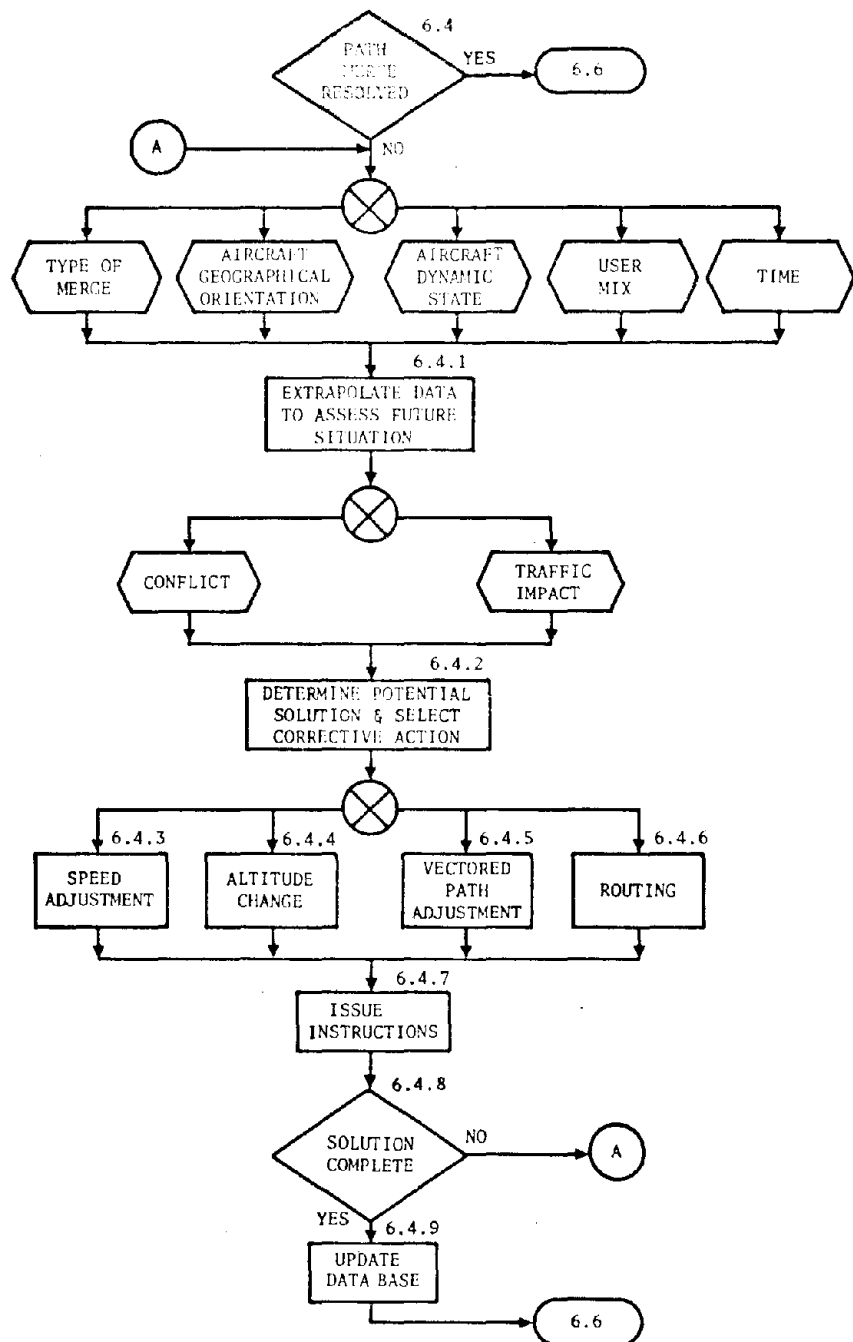 6.4
PATH
MERGE
RESOLVED
YES
6.6
A
NO
TYPE OF
MERGE
AIRCRAFT
GEOGRAPHICAL
ORIENTATION
AIRCRAFT
DYNAMIC
STATE
USER
MIX
TIME
6.4.1
EXTRAPOLATE DATA
TO ASSESS FUTURE
SITUATION
CONFLICT
TRAFFIC
IMPACT
6.4.2
DETERMINE POTENTIAL
SOLUTION & SELECT
CORRECTIVE ACTION
6.4.3
SPEED
ADJUSTMENT
6.4.4
ALTITUDE
CHANGE
6.4.5
VECTORED
PATH
ADJUSTMENT
6.4.6
ROUTING
6.4.7
ISSUE
INSTRUCTIONS
6.4.8
SOLUTION
COMPLETE
NO
A
YES
6.4.9
UPDATE
DATA BASE
6.6